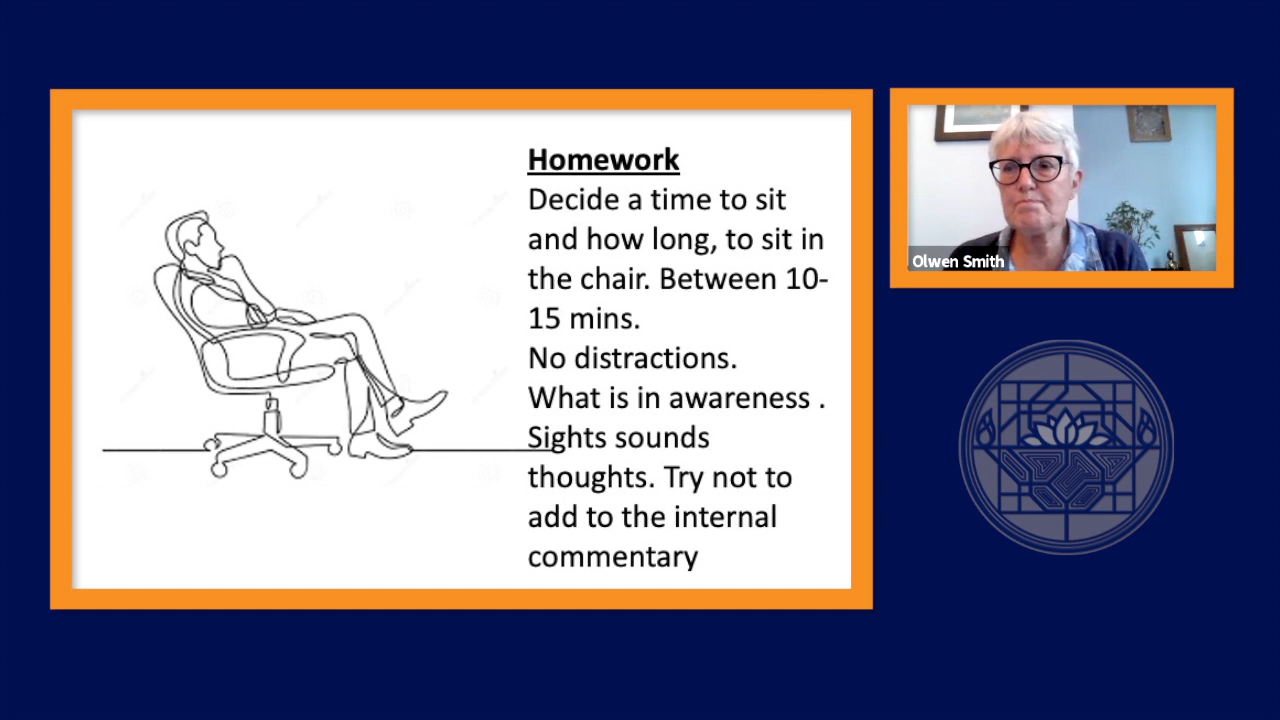 Homework
Decide a time to sit
and how long, to sit in
the chair. Between 10-
15 mins.
No distractions.
What is in awareness .
Sights sounds
thoughts. Try not to
add to the internal
commentary
Olwen Smith